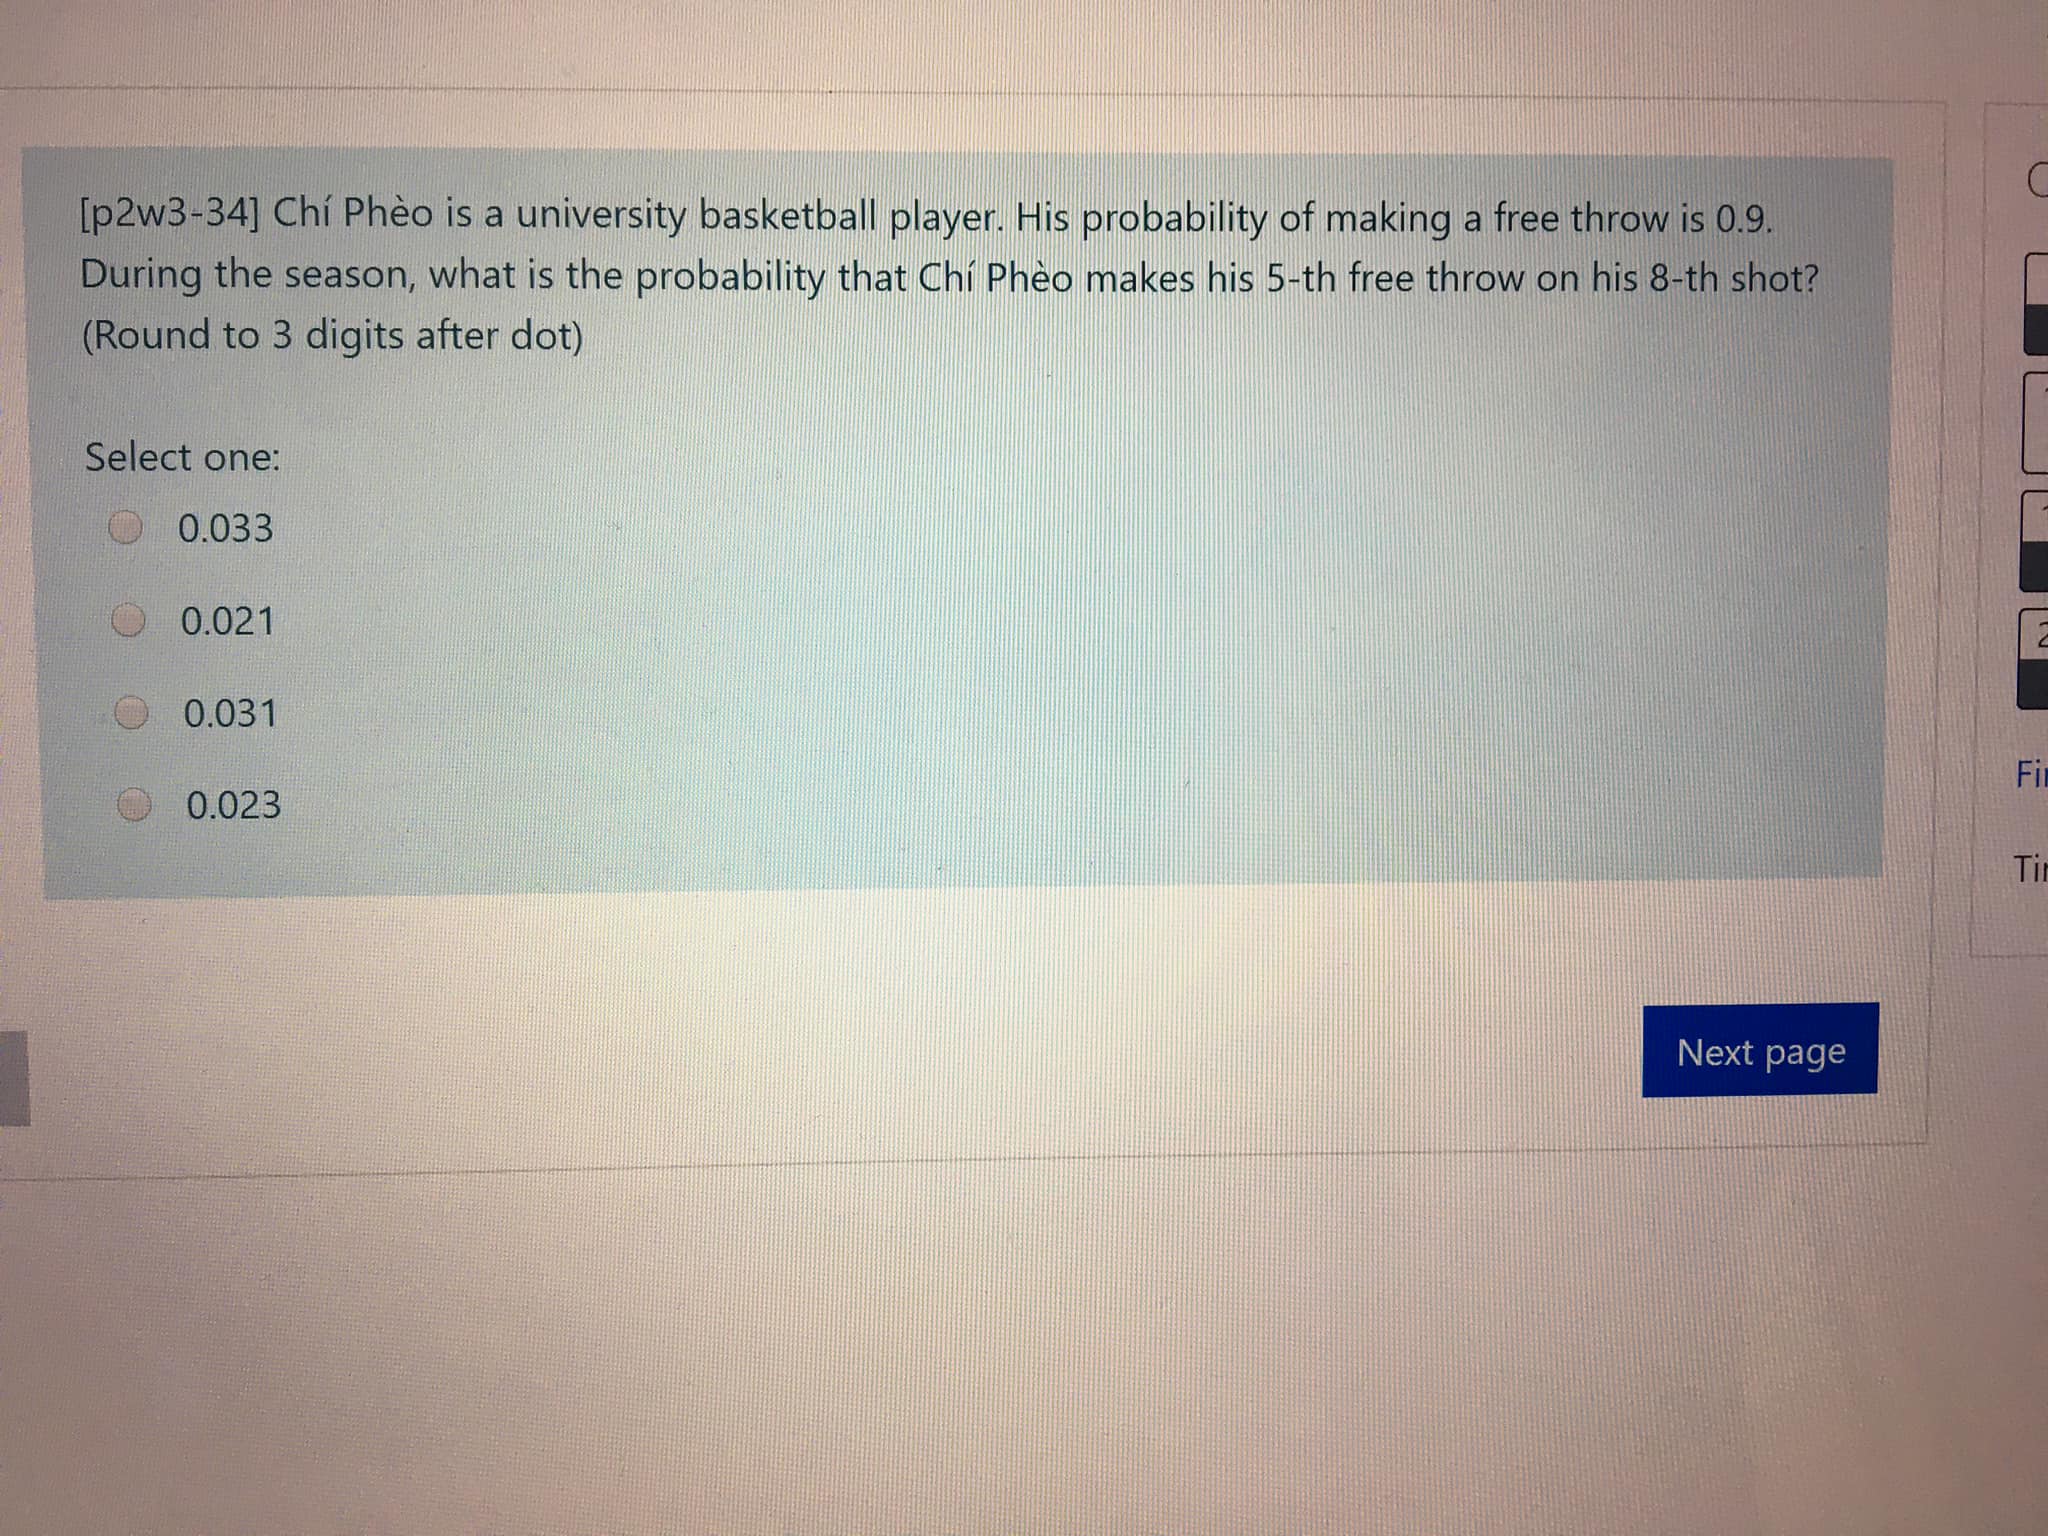 [p2w3-34] Chí Phèo is a university basketball player. His probability of making a free throw is 0.9.
During the season, what is the probability that Chí Phèo makes his 5-th free throw on his 8-th shot?
(Round to 3 digits after dot)
Select one:
0.033
0.021
0.031
0.023
Next page